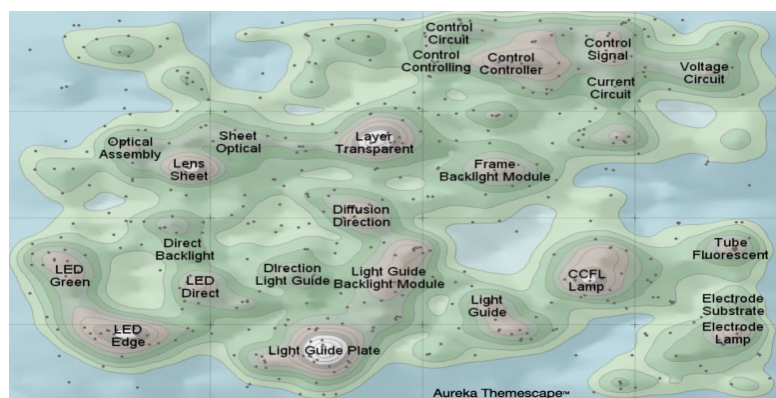 Control
Circuit
Control
Controlling
Control
Controller
Control
Signal
Current
Circuit
Voltage
Circuit
Optical
Assembly
Sheet
Optical
Lens
Sheet
Layer
Transparent
Frame
Backlight Module
Diffusion
Direction
Direct
Backlight
LED
Green
LED
Direct
Direction
Light Guide
Light Guide
Backlight Module
CCFL
Lamp
Tube
Fluorescent
Light
Guide
Electrode
Substrate
Electrode
Lamp
LED
Edge
Light Guide Plate
Aureka Themescape™